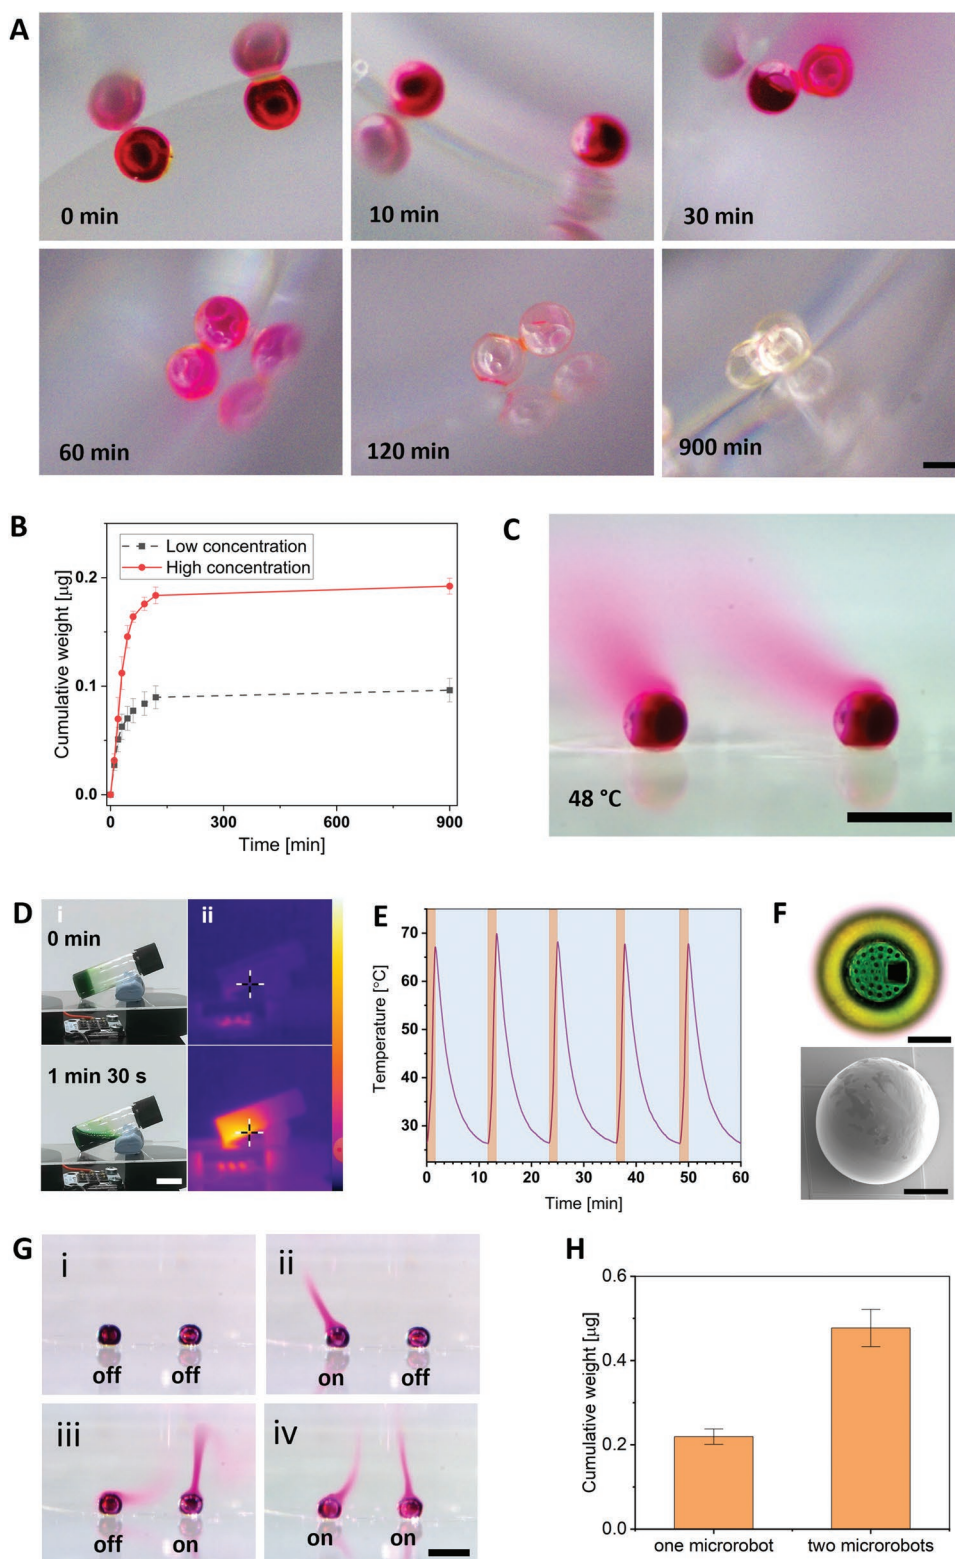 A
0 min
10 min
30 min
60 min
120 min
900 min
B
Low concentration
High concentration
0.2
0.1
0.0
Cumulative weight [µg]
0
300
600
900
Time [min]
C
48 °C
D
i
ii
0 min
1 min 30 s
E
70
60
50
40
30
Temperature [°C]
0
10
20
30
40
50
60
Time [min]
F
G
i
off
off
ii
on
off
iii
off
on
iv
on
on
H
0.6
0.4
0.2
0.0
Cumulative weight [µg]
one microrobot
two microrobots